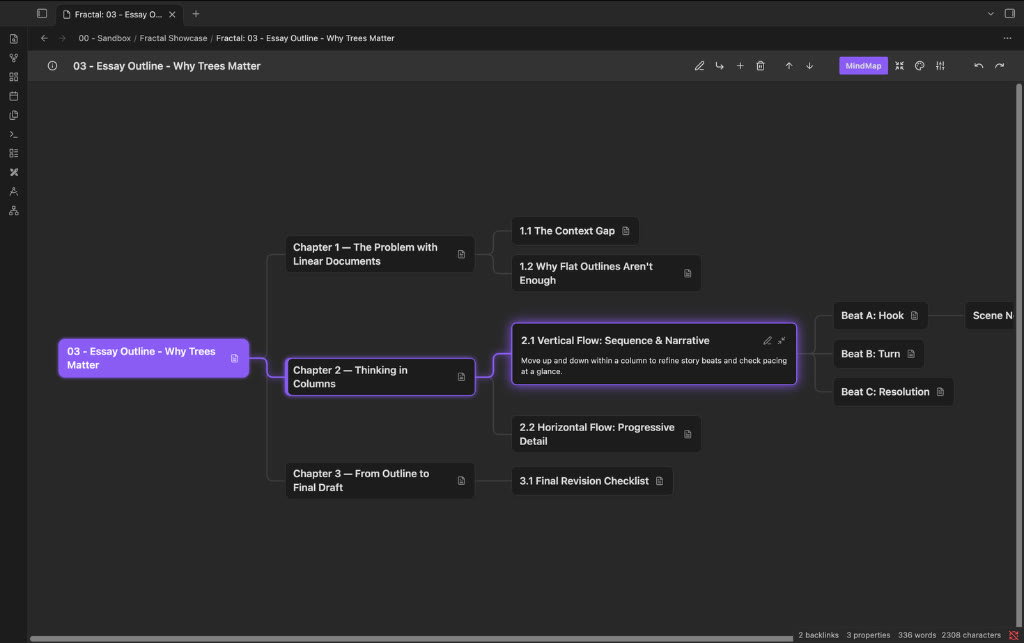 Fractal: 03 - Essay O...
00 - Sandbox / Fractal Showcase / Fractal: 03 - Essay Outline - Why Trees Matter
03 - Essay Outline - Why Trees Matter
MindMap
03 - Essay Outline - Why Trees
Matter
Chapter 1 — The Problem with
Linear Documents
1.1 The Context Gap
1.2 Why Flat Outlines Aren't
Enough
Chapter 2 — Thinking in
Columns
2.1 Vertical Flow: Sequence & Narrative
Move up and down within a column to refine story beats and check pacing
at a glance.
Beat A: Hook
Scene N
Beat B: Turn
Beat C: Resolution
2.2 Horizontal Flow: Progressive
Detail
Chapter 3 — From Outline to
Final Draft
3.1 Final Revision Checklist
2 backlinks 3 properties 336 words 2308 characters